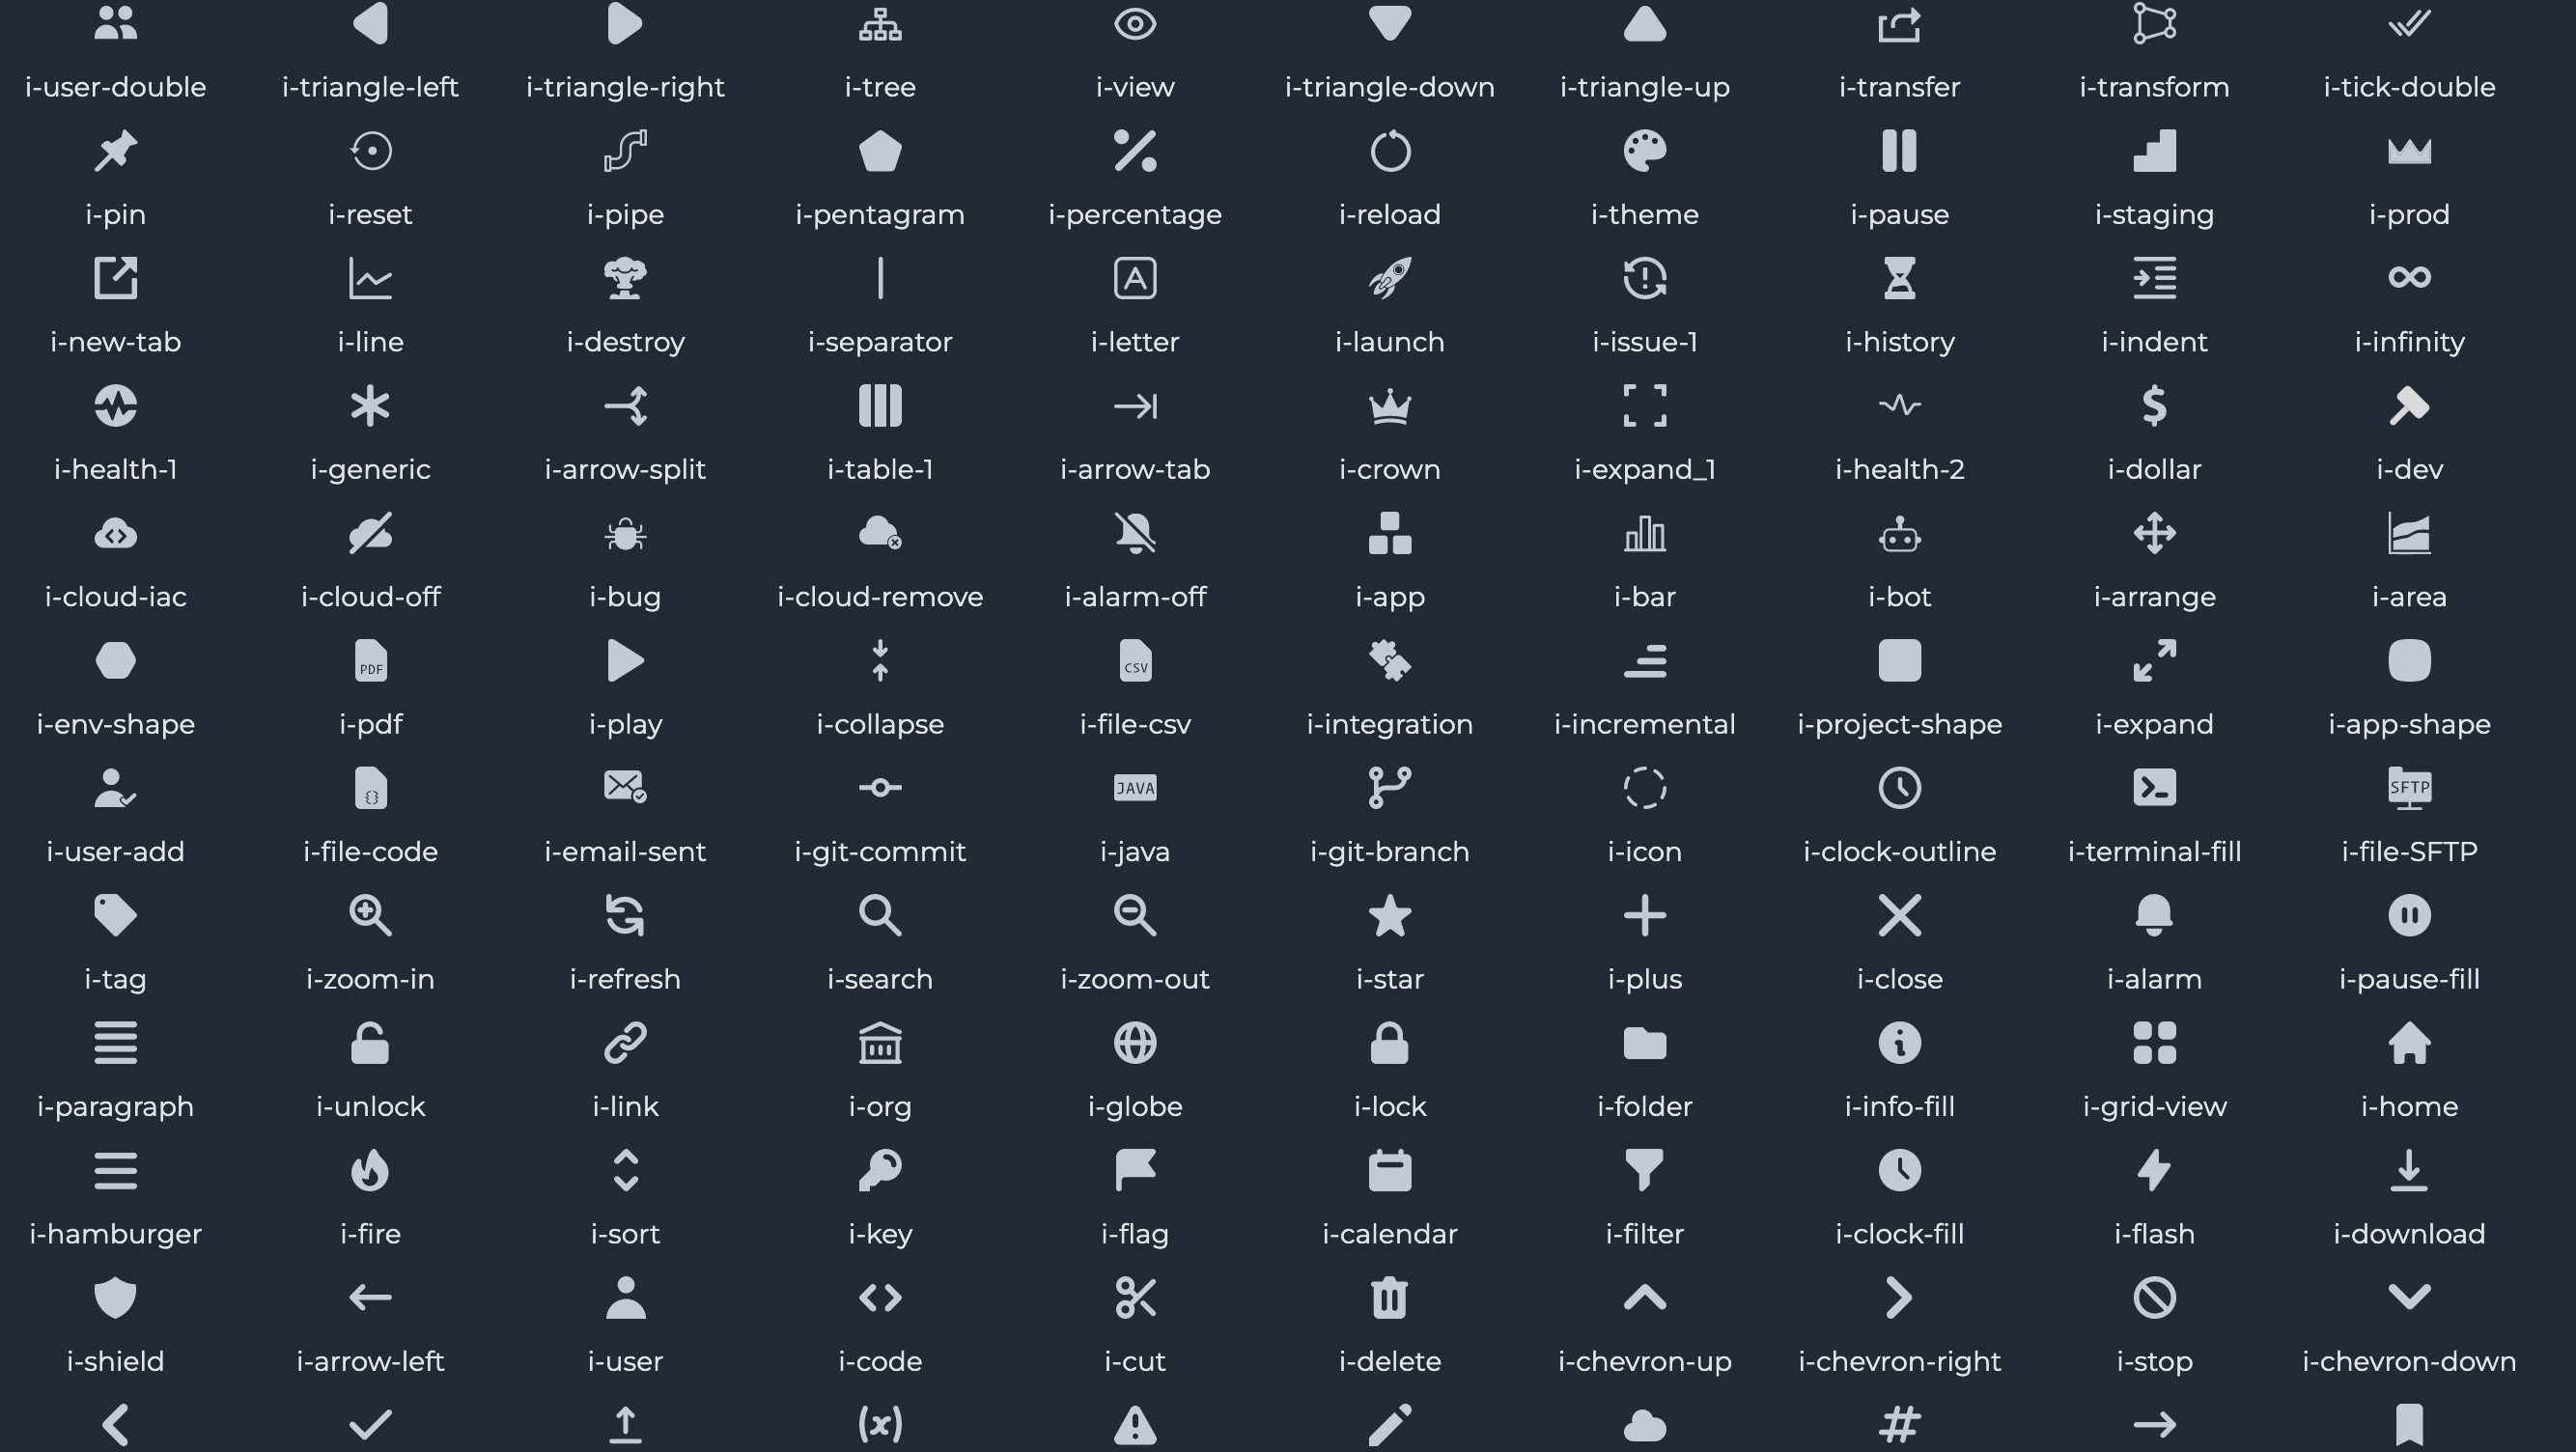 i-user-double i-triangle-left i-triangle-right i-tree i-view i-triangle-down i-triangle-up i-transfer i-transform i-tick-double
i-pin i-reset i-pipe i-pentagram i-percentage i-reload i-theme i-pause i-staging i-prod
A
i-new-tab i-line i-destroy i-separator i-letter i-launch i-issue-1 i-history i-indent i-infinity
$
i-health-1 i-generic i-arrow-split i-table-1 i-arrow-tab i-crown i-expand_1 i-health-2 i-dollar i-dev
i-cloud-iac i-cloud-off i-bug i-cloud-remove i-alarm-off i-app i-bar i-bot i-arrange i-area
PDF CSV
i-env-shape i-pdf i-play i-collapse i-file-csv i-integration i-incremental i-project-shape i-expand i-app-shape
{} JAVA SFTP
i-user-add i-file-code i-email-sent i-git-commit i-java i-git-branch i-icon i-clock-outline i-terminal-fill i-file-SFTP
i-tag i-zoom-in i-refresh i-search i-zoom-out i-star i-plus i-close i-alarm i-pause-fill
i-paragraph i-unlock i-link i-org i-globe i-lock i-folder i-info-fill i-grid-view i-home
i-hamburger i-fire i-sort i-key i-flag i-calendar i-filter i-clock-fill i-flash i-download
i-shield i-arrow-left i-user i-code i-cut i-delete i-chevron-up i-chevron-right i-stop i-chevron-down
(x) #